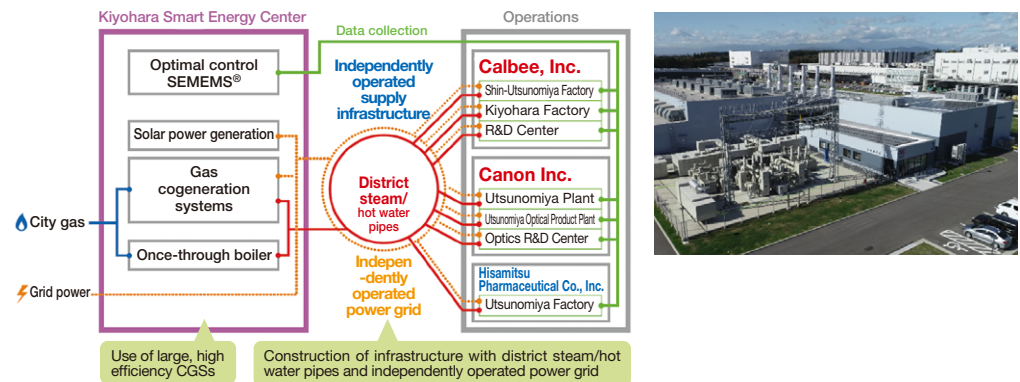 Kiyohara Smart Energy Center
Operations
Data collection
Optimal control
SEMEMS®
Independently
operated
supply
infrastructure
Calbee, Inc.
Shin-Utsunomiya Factory
Kiyohara Factory
R&D Center
Solar power generation
Gas
cogeneration
systems
City gas
Once-through boiler
Grid power
District
steam/
hot water
pipes
Canon Inc.
Utsunomiya Plant
Utsunomiya Optical Product Plant
Optics R&D Center
Indepen
-dently
operated
power grid
Hisamitsu
Pharmaceutical Co., Inc.
Utsunomiya Factory
Use of large, high
efficiency CGSs
Construction of infrastructure with district steam/hot
water pipes and independently operated power grid